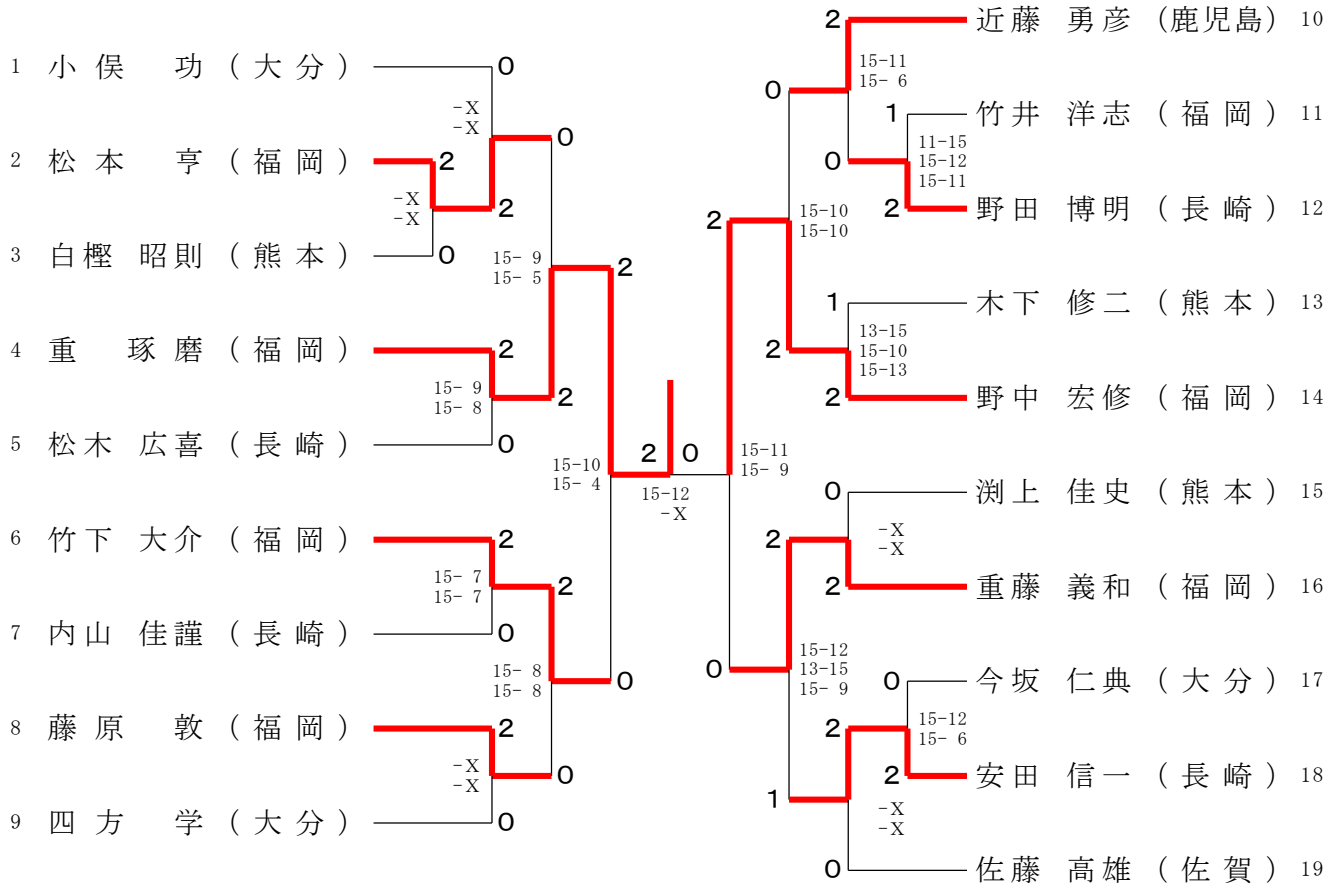 1 小俣 功 (大分)
0
-X
-X
0
2 松本 亨 (福岡)
2
-X
-X
2
3 白樫 昭則 (熊本)
0
15- 9
15- 5
2
4 重 琢磨 (福岡)
2
15- 9
15- 8
2
5 松木 広喜 (長崎)
0
15-10
15- 4
2 0
15-12
-X
6 竹下 大介 (福岡)
2
15- 7
15- 7
2
7 内山 佳謹 (長崎)
0
15- 8
15- 8
0
8 藤原 敦 (福岡)
2
-X
-X
0
9 四方 学 (大分)
0
2
近藤 勇彦 (鹿児島) 10
15-11
15- 6
0
1
竹井 洋志 (福岡) 11
11-15
15-12
15-11
0
2
野田 博明 (長崎) 12
2
15-10
15-10
1
木下 修二 (熊本) 13
13-15
15-10
15-13
2
2
野中 宏修 (福岡) 14
15-11
15- 9
0
渕上 佳史 (熊本) 15
-X
-X
2
2
重藤 義和 (福岡) 16
0
15-12
13-15
15- 9
0
今坂 仁典 (大分) 17
15-12
15- 6
2
2
安田 信一 (長崎) 18
-X
-X
1
0
佐藤 高雄 (佐賀) 19